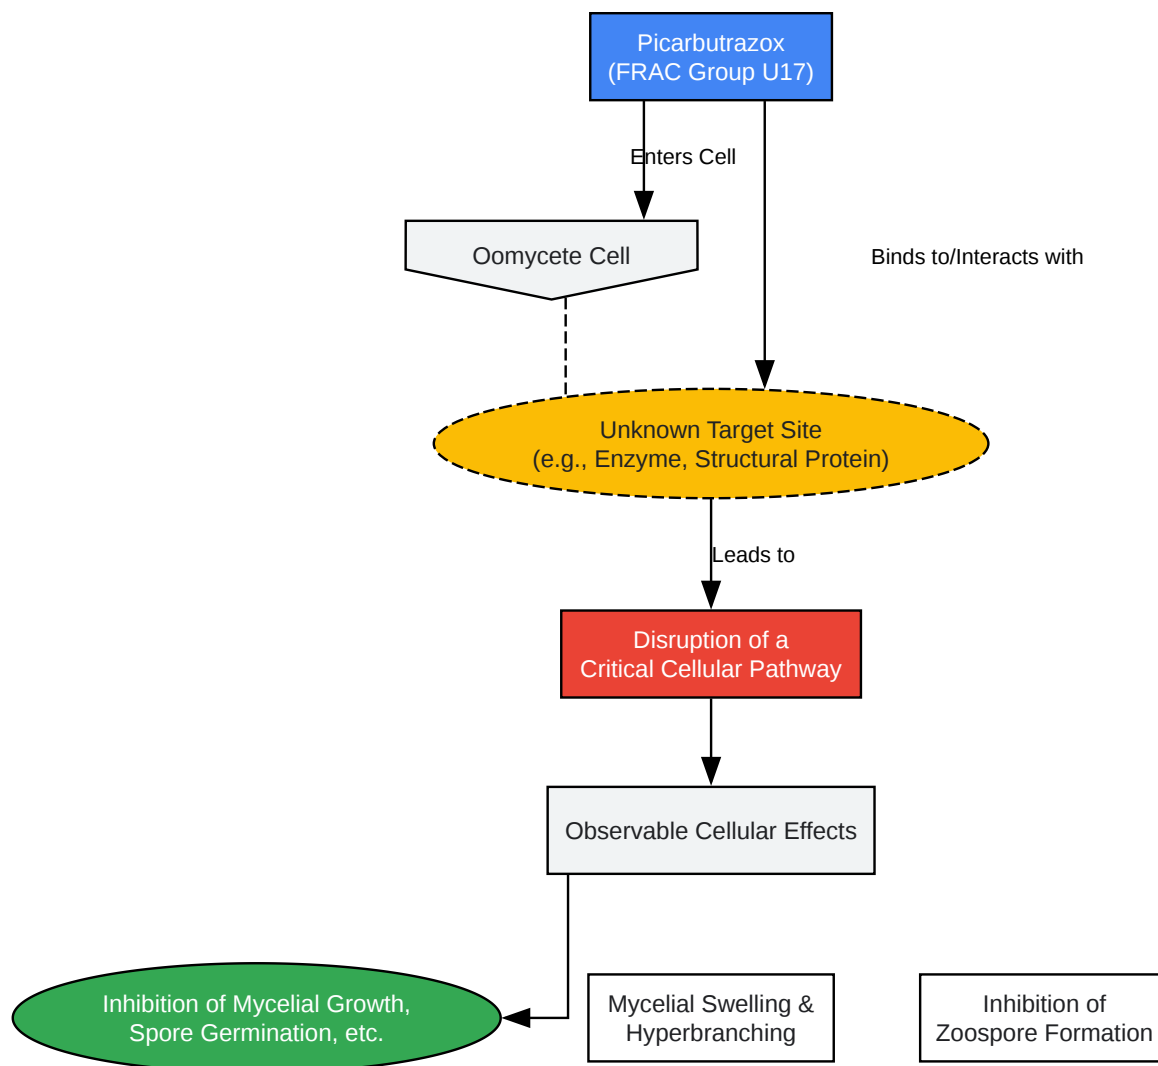 Picarbutrazox
(FRAC Group U17)
Enters Cell
Oomycete Cell
Binds to/Interacts with
Unknown Target Site
(e.g., Enzyme, Structural Protein)
Leads to
Disruption of a
Critical Cellular Pathway
Observable Cellular Effects
Inhibition of Mycelial Growth,
Spore Germination, etc.
Mycelial Swelling &
Hyperbranching
Inhibition of
Zoospore Formation